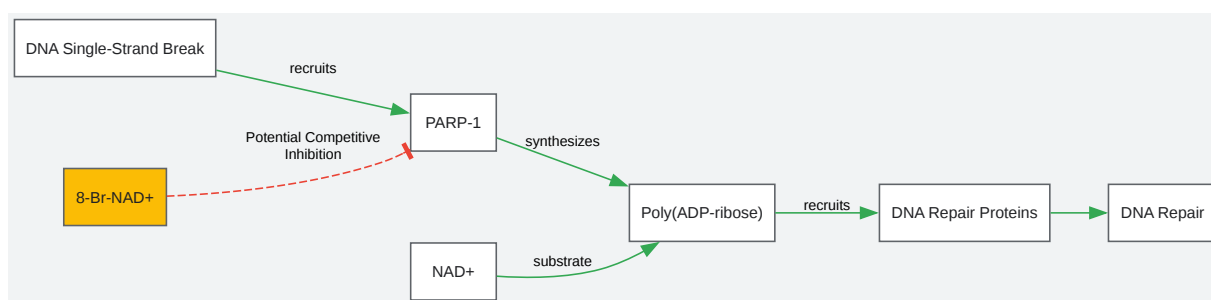 DNA Single-Strand Break
recruits
PARP-1
Potential Competitive
Inhibition
synthesizes
8-Br-NAD+
Poly(ADP-ribose)
recruits
DNA Repair Proteins
DNA Repair
NAD+
substrate